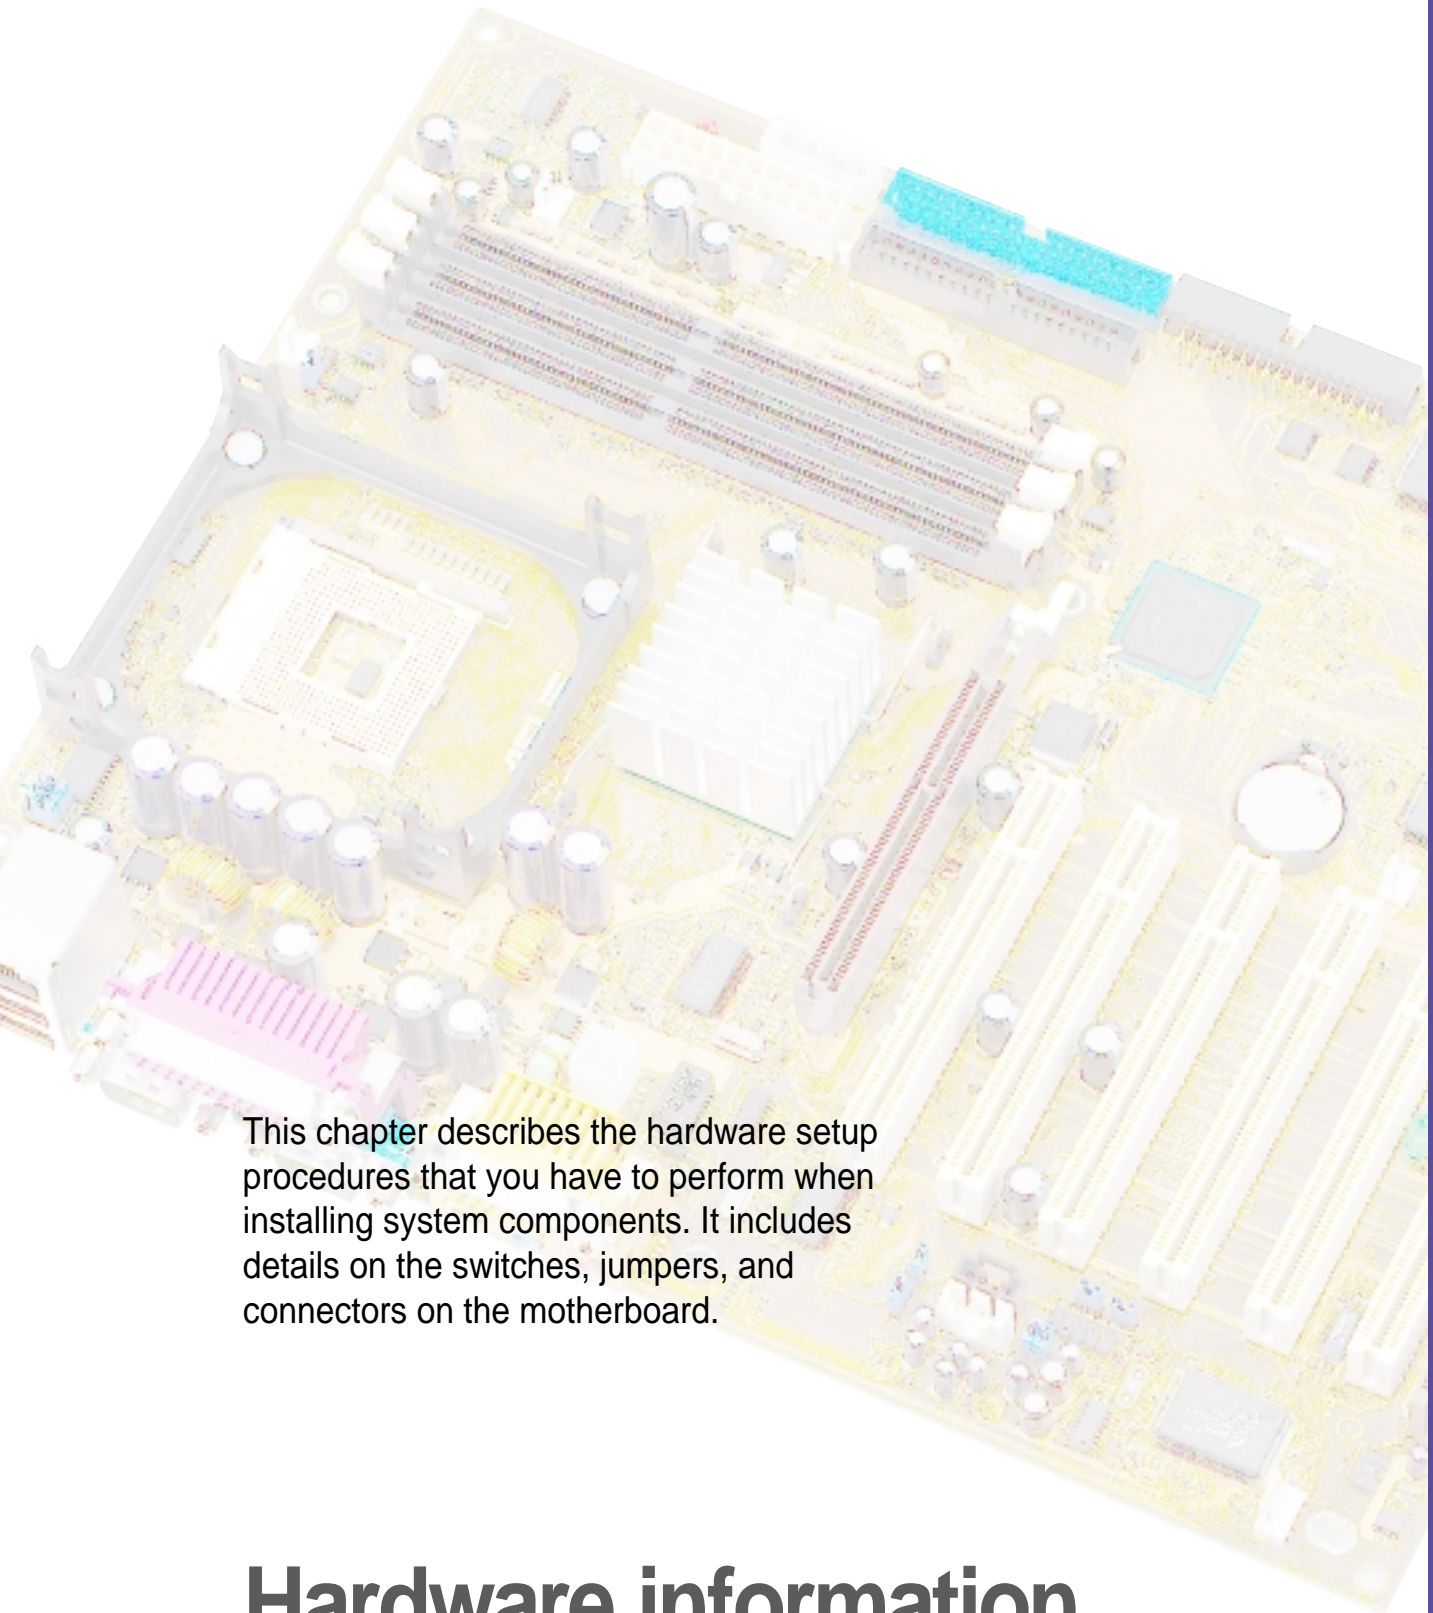 This chapter describes the hardware setup
procedures that you have to perform when
installing system components. It includes
details on the switches, jumpers, and
connectors on the motherboard.
Hardware information